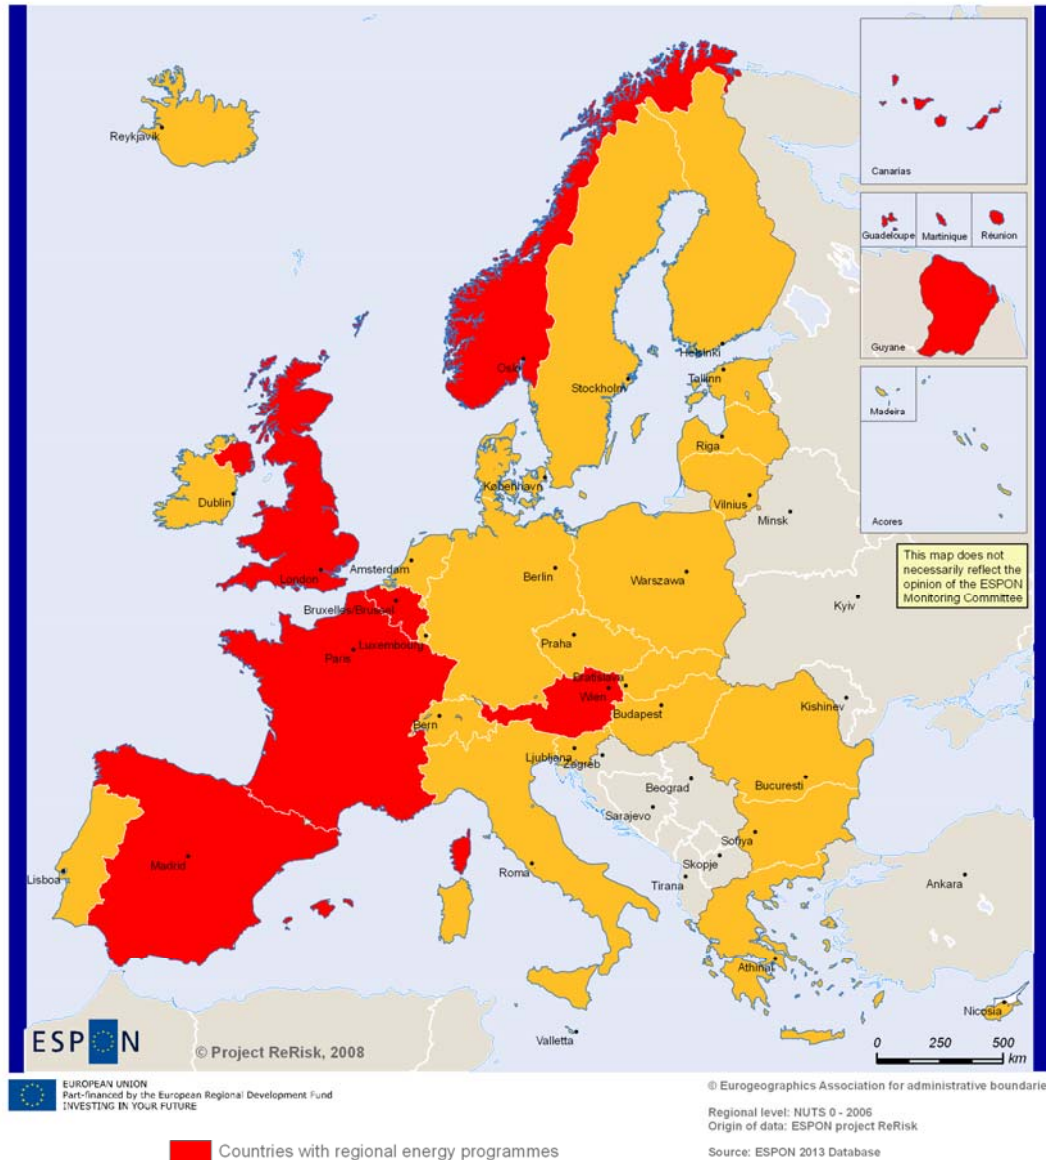 Reykjavik
Canarias
Guadeloupe
Martinique
Réunion
Guyane
Madeira
Acores
This map does not
necessarily reflect the
opinion of the ESPON
Monitoring Committee
Oslo
Helsinki
Stockholm
Tallinn
Riga
København
Vilnius
Minsk
Dublin
London
Amsterdam
Berlin
Warszawa
Bruxelles/Brussel
Kyiv
Luxembourg
Paris
Praha
Bratislava
Wien
Bern
Budapest
Kishinev
Ljubljana
Zagreb
Beograd
Bucuresti
Sarajevo
Sofiya
Skopje
Tirana
Roma
Madrid
Lisboa
Ankara
Athinai
Nicosia
Valletta
ESPON
© Project ReRisk, 2008
0 250 500
km
EUROPEAN UNION
Part-financed by the European Regional Development Fund
INVESTING IN YOUR FUTURE
© Eurogeographics Association for administrative boundarie
Regional level: NUTS 0 - 2006
Origin of data: ESPON project ReRisk
Source: ESPON 2013 Database
Countries with regional energy programmes